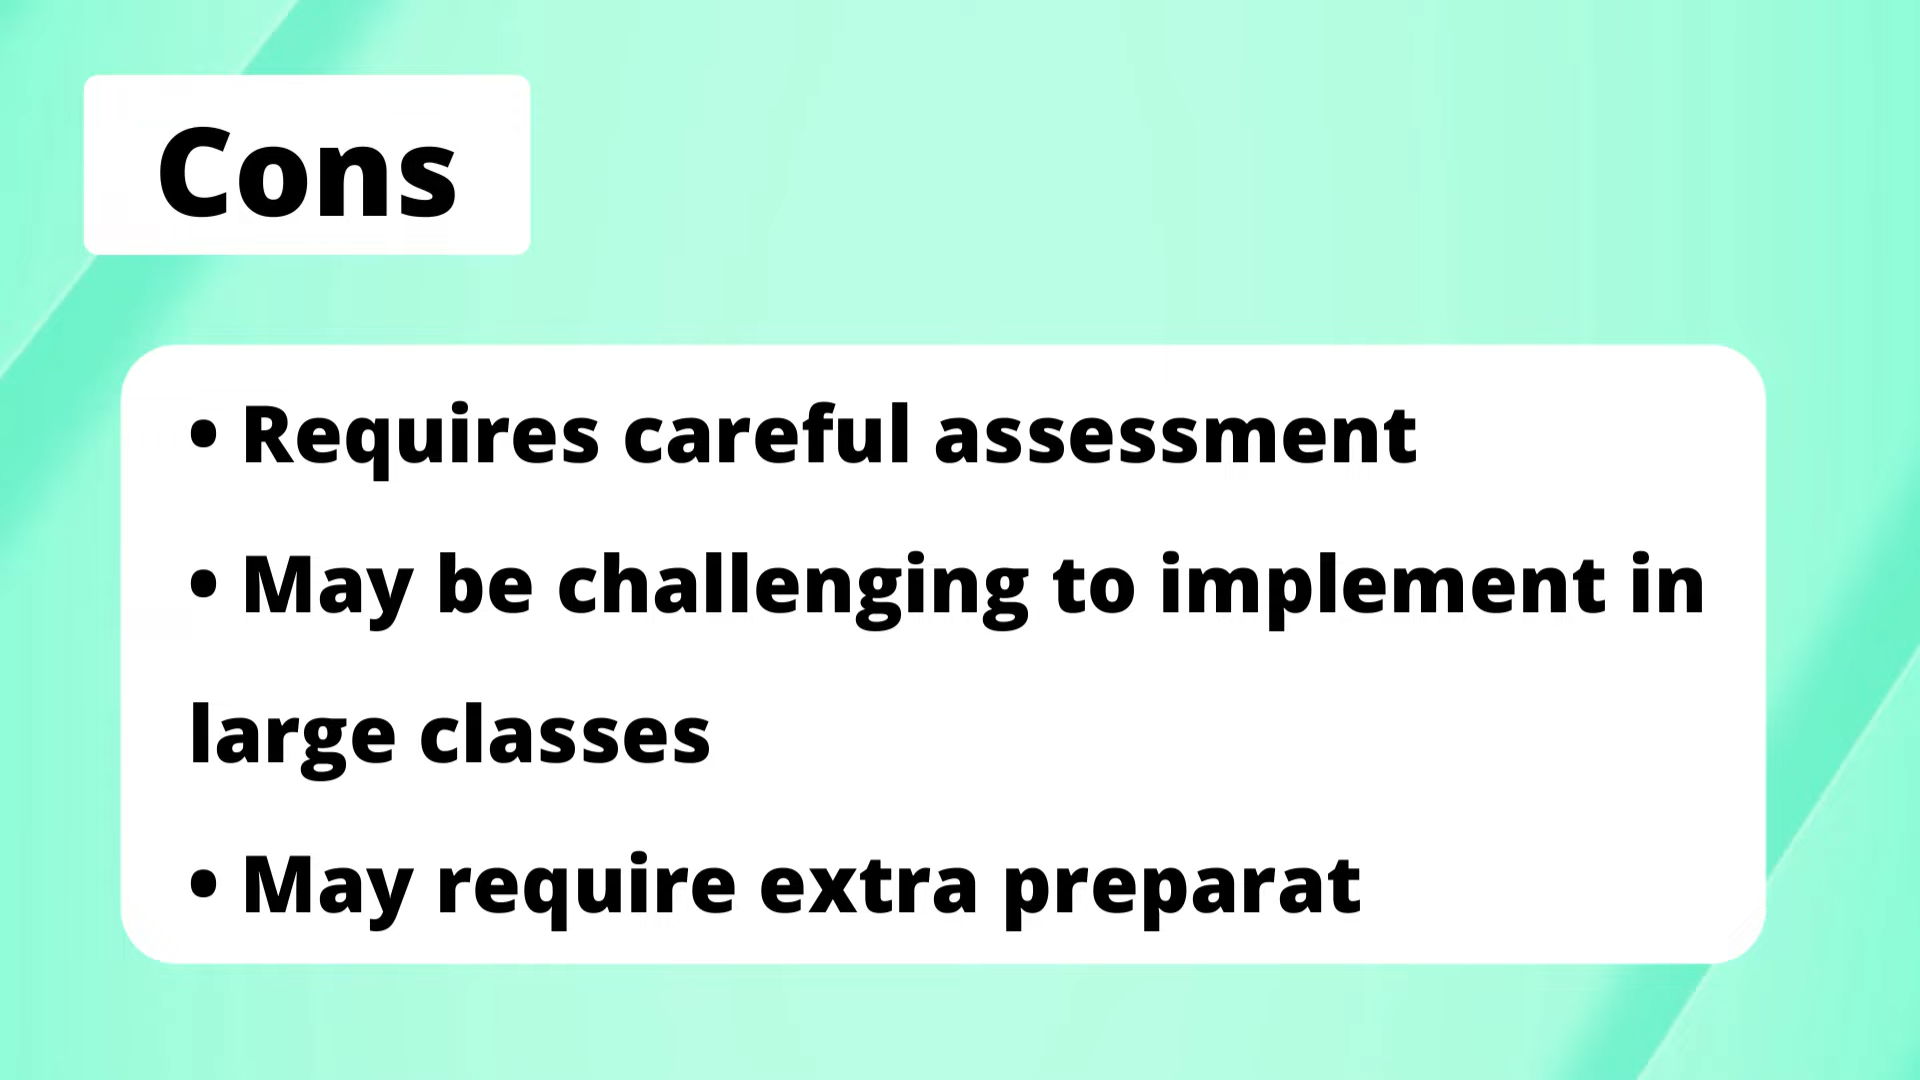 Cons
• Requires careful assessment
• May be challenging to implement in
large classes
• May require extra preparat